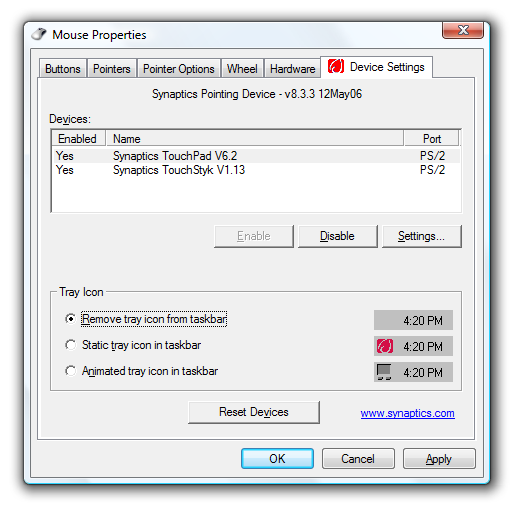 Mouse Properties
Buttons Pointers Pointer Options Wheel Hardware Device Settings
Synaptics Pointing Device - v8.3.3 12May06
Devices:
Enabled Name Port
Yes Synaptics TouchPad V6.2 PS/2
Yes Synaptics TouchStyk V1.13 PS/2
Enable Disable Settings...
Tray Icon
Remove tray icon from taskbar 4:20 PM
Static tray icon in taskbar 4:20 PM
Animated tray icon in taskbar 4:20 PM
Reset Devices www.synaptics.com
OK Cancel Apply